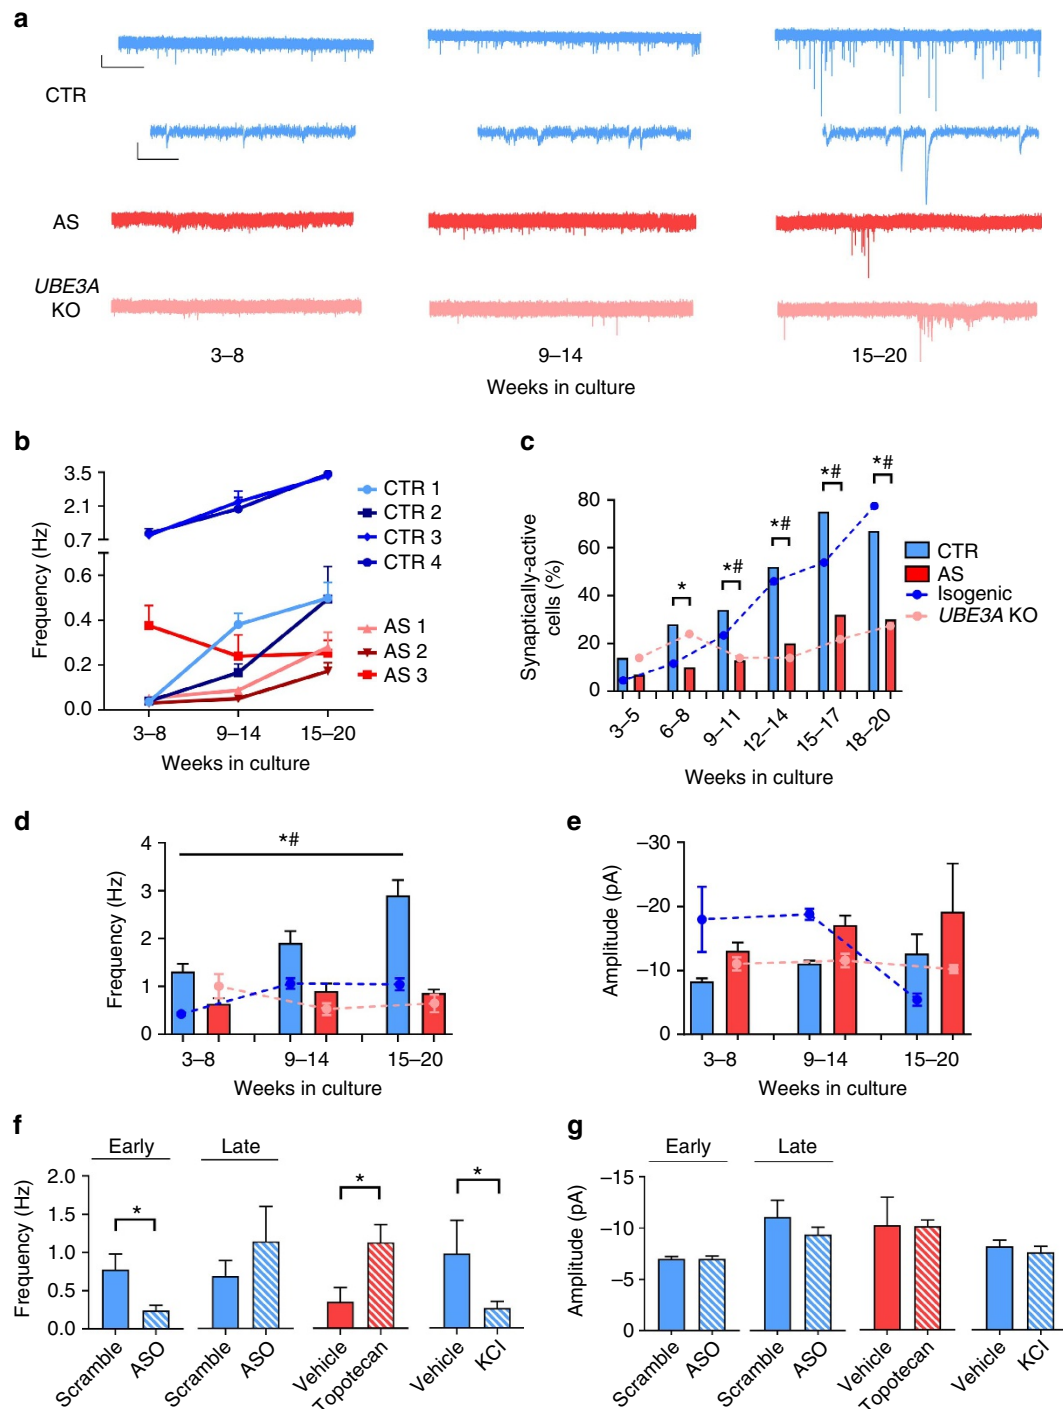 a
CTR
AS
UBE3A
KO
3–8
9–14
15–20
Weeks in culture
b
Frequency (Hz)
3.5
2.1
0.7
0.6
0.4
0.2
0.0
3–8
9–14
15–20
Weeks in culture
CTR 1
CTR 2
CTR 3
CTR 4
AS 1
AS 2
AS 3
c
Synaptically-active
cells (%)
80
60
40
20
0
*
*#
*#
*#
*#
3–5
6–8
9–11
12–14
15–17
18–20
Weeks in culture
CTR
AS
Isogenic
UBE3A KO
d
Frequency (Hz)
4
3
2
1
0
*#
3–8
9–14
15–20
Weeks in culture
e
Amplitude (pA)
–30
–20
–10
0
3–8
9–14
15–20
Weeks in culture
f
Early
Late
Frequency (Hz)
2.0
1.5
1.0
0.5
0.0
*
*
*
Scramble
ASO
Scramble
ASO
Vehicle
Topotecan
Vehicle
KCl
g
Early
Late
Amplitude (pA)
–15
–10
–5
0
Scramble
ASO
Scramble
ASO
Vehicle
Topotecan
Vehicle
KCl